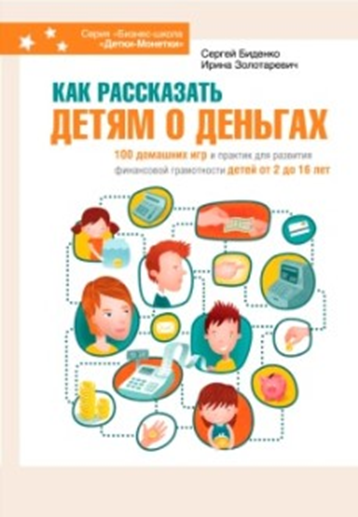 Серия «Бизнес-школа
«Детки-Монетки»
Сергей Биденко
Ирина Золотаревич
КАК РАССКАЗАТЬ
ДЕТЯМ О ДЕНЬГАХ
100 домашних игр и практик для развития
финансовой грамотности детей от 2 до 16 лет